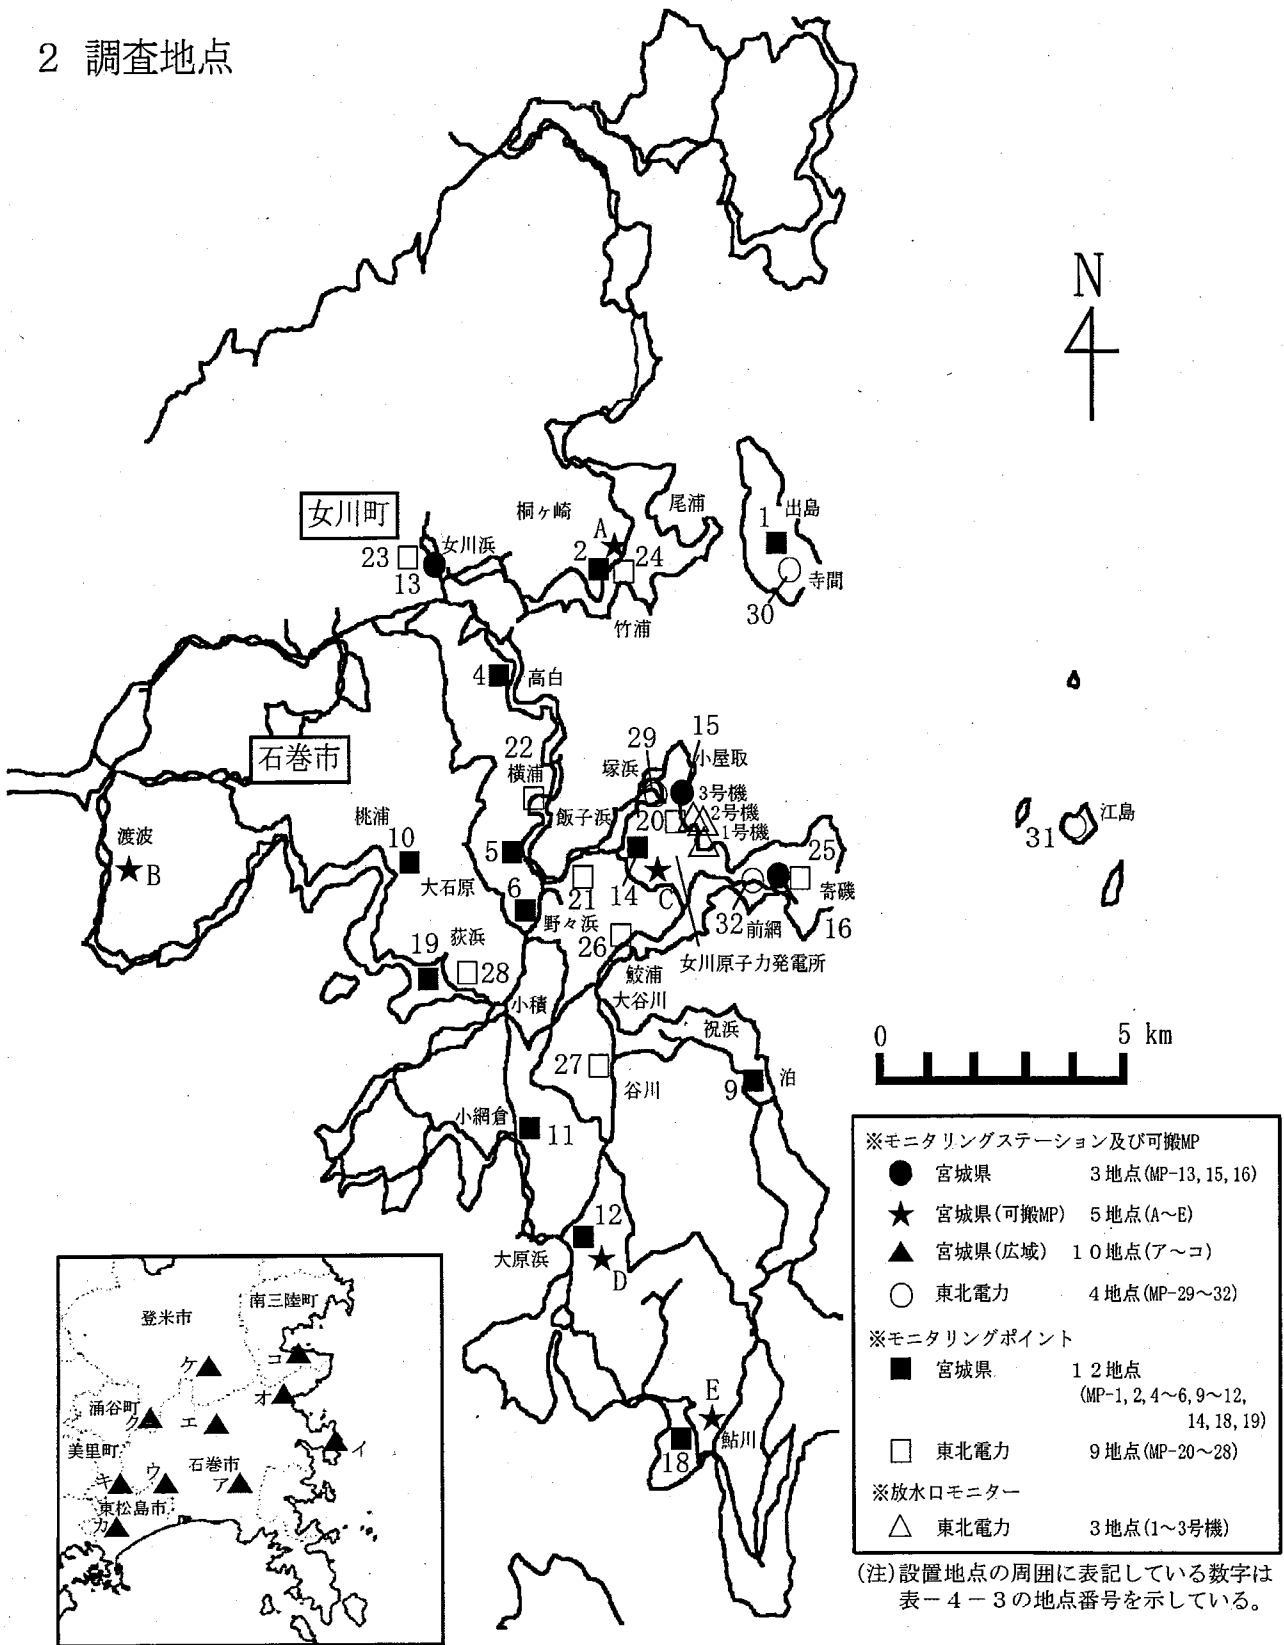 2 調査地点
N
女川町
桐ヶ崎
尾浦
出島
1
A
女川浜
2
24
23
13
寺間
30
竹浦
4
高白
石巻市
22
横浦
29
15
塚浜
小屋取
3号機
2号機
1号機
20
飯子浜
桃浦
10
渡波
B
5
大石原
6
21
14
C
25
寄磯
31
江島
32
前網
16
野々浜
26
鮫浦
女川原子力発電所
19
荻浜
28
小積
大谷川
祝浜
27
谷川
9
泊
小網倉
11
12
大原浜
D
E
18
鮎川
0
5 km
※モニタリングステーション及び可搬MP
宮城県 3地点(MP-13,15,16)
宮城県(可搬MP) 5地点(A～E)
宮城県(広域) 10地点(ア～コ)
東北電力 4地点(MP-29～32)
※モニタリングポイント
宮城県 12地点
(MP-1,2,4～6,9～12,
14,18,19)
東北電力 9地点(MP-20～28)
※放水口モニター
東北電力 3地点(1～3号機)
(注)設置地点の周囲に表記している数字は
表－4－3の地点番号を示している。
南三陸町
登米市
ケ
コ
オ
涌谷町
ク
エ
イ
美里町
石巻市
キ
ウ
ア
東松島市
カ